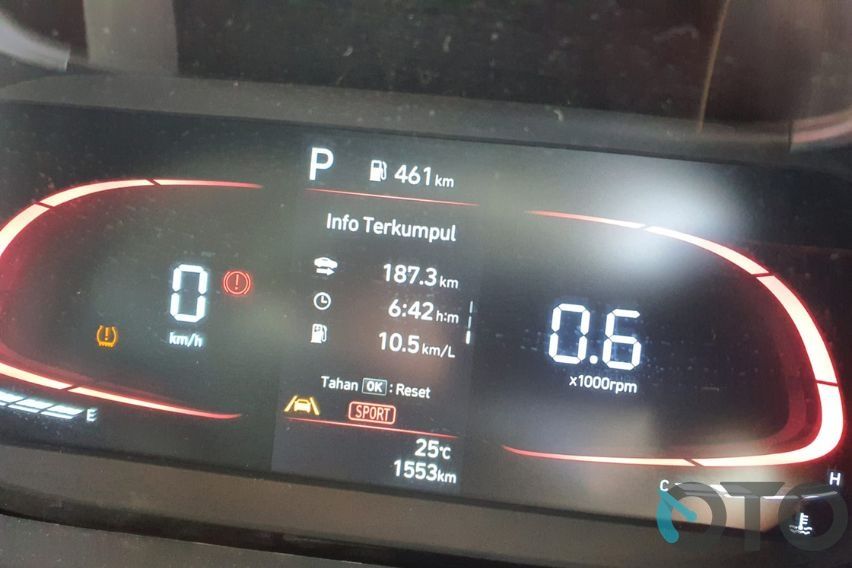 P 461 km
Info Terkumpul
187.3 km
6:42 h:m
10.5 km/L
Tahan OK : Reset
SPORT
25°C
1553km
0
km/h
E
0.6
x1000rpm
C H
OTO